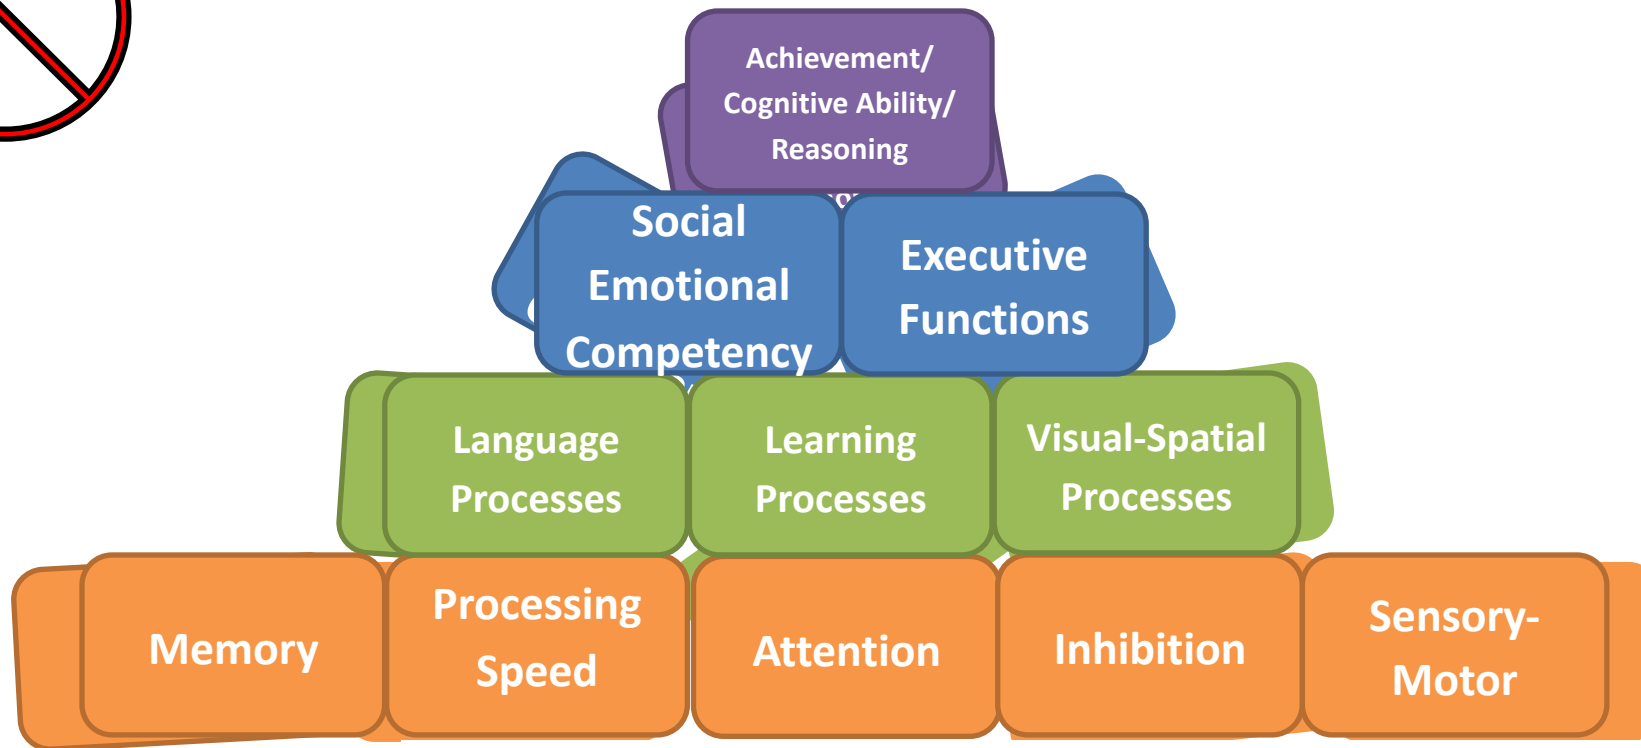 Achievement/
Cognitive Ability/
Reasoning
Social
Emotional
Competency
Executive
Functions
Language
Processes
Learning
Processes
Visual-Spatial
Processes
Memory
Processing
Speed
Attention
Inhibition
Sensory-
Motor